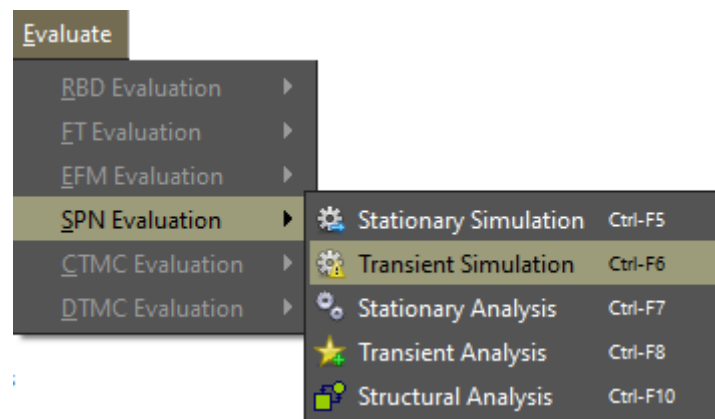 Evaluate
RBD Evaluation
FT Evaluation
EFM Evaluation
SPN Evaluation
CTMC Evaluation
DTMC Evaluation
Stationary Simulation Ctrl-F5
Transient Simulation Ctrl-F6
Stationary Analysis Ctrl-F7
Transient Analysis Ctrl-F8
Structural Analysis Ctrl-F10